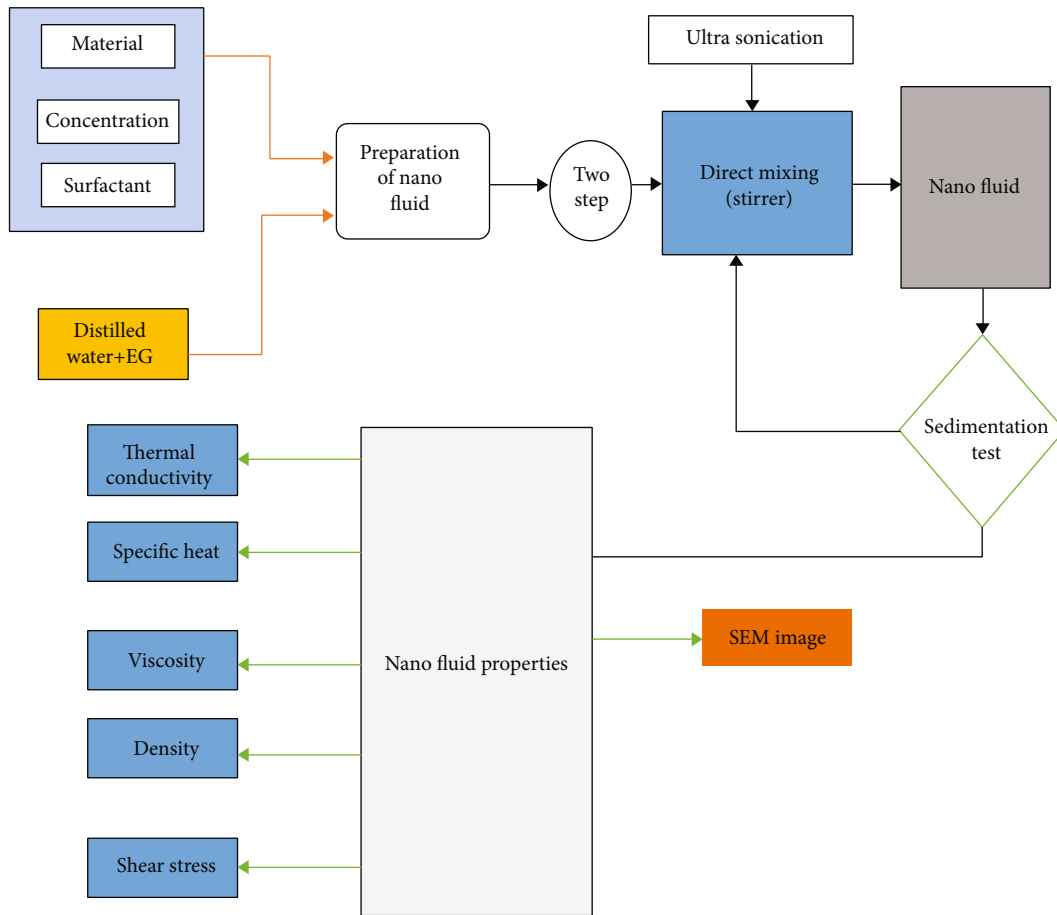 Material
Concentration
Surfactant
Distilled
water+EG
Preparation
of nano
fluid
Two
step
Ultra sonication
Direct mixing
(stirrer)
Nano fluid
Sedimentation
test
Thermal
conductivity
Specific heat
Viscosity
Density
Shear stress
Nano fluid properties
SEM image